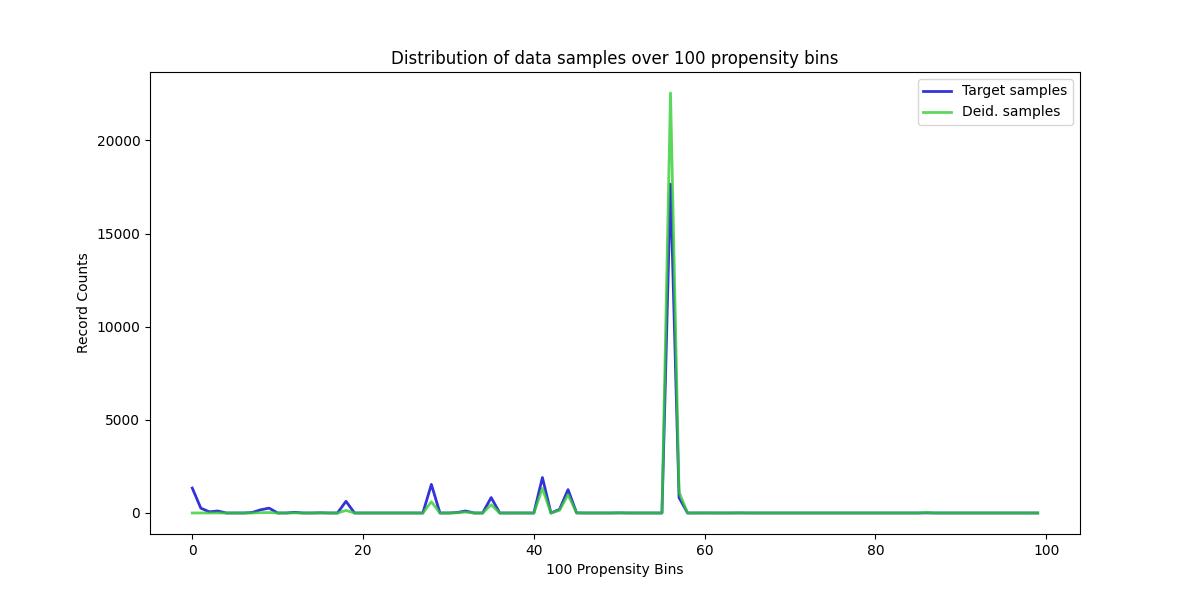 Distribution of data samples over 100 propensity bins
Target samples
Deid. samples
Record Counts
20000
15000
10000
5000
0
0 20 40 60 80 100
100 Propensity Bins